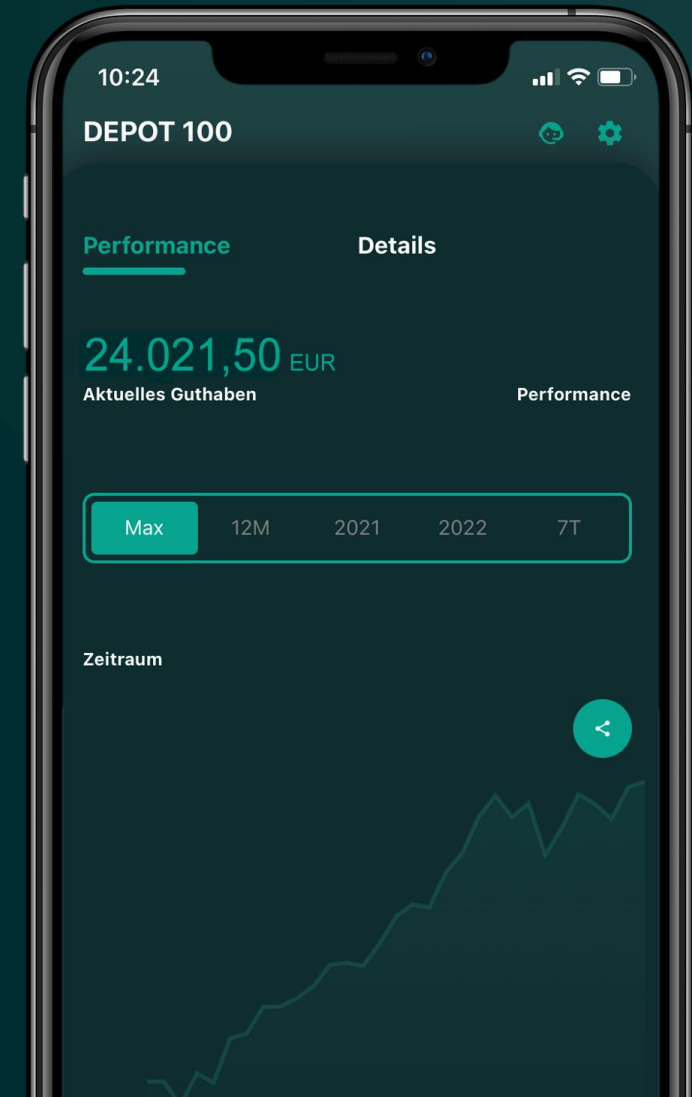 10:24
DEPOT 100
Performance Details
24.021,50 EUR
Aktuelles Guthaben Performance
Max 12M 2021 2022 7T
Zeitraum